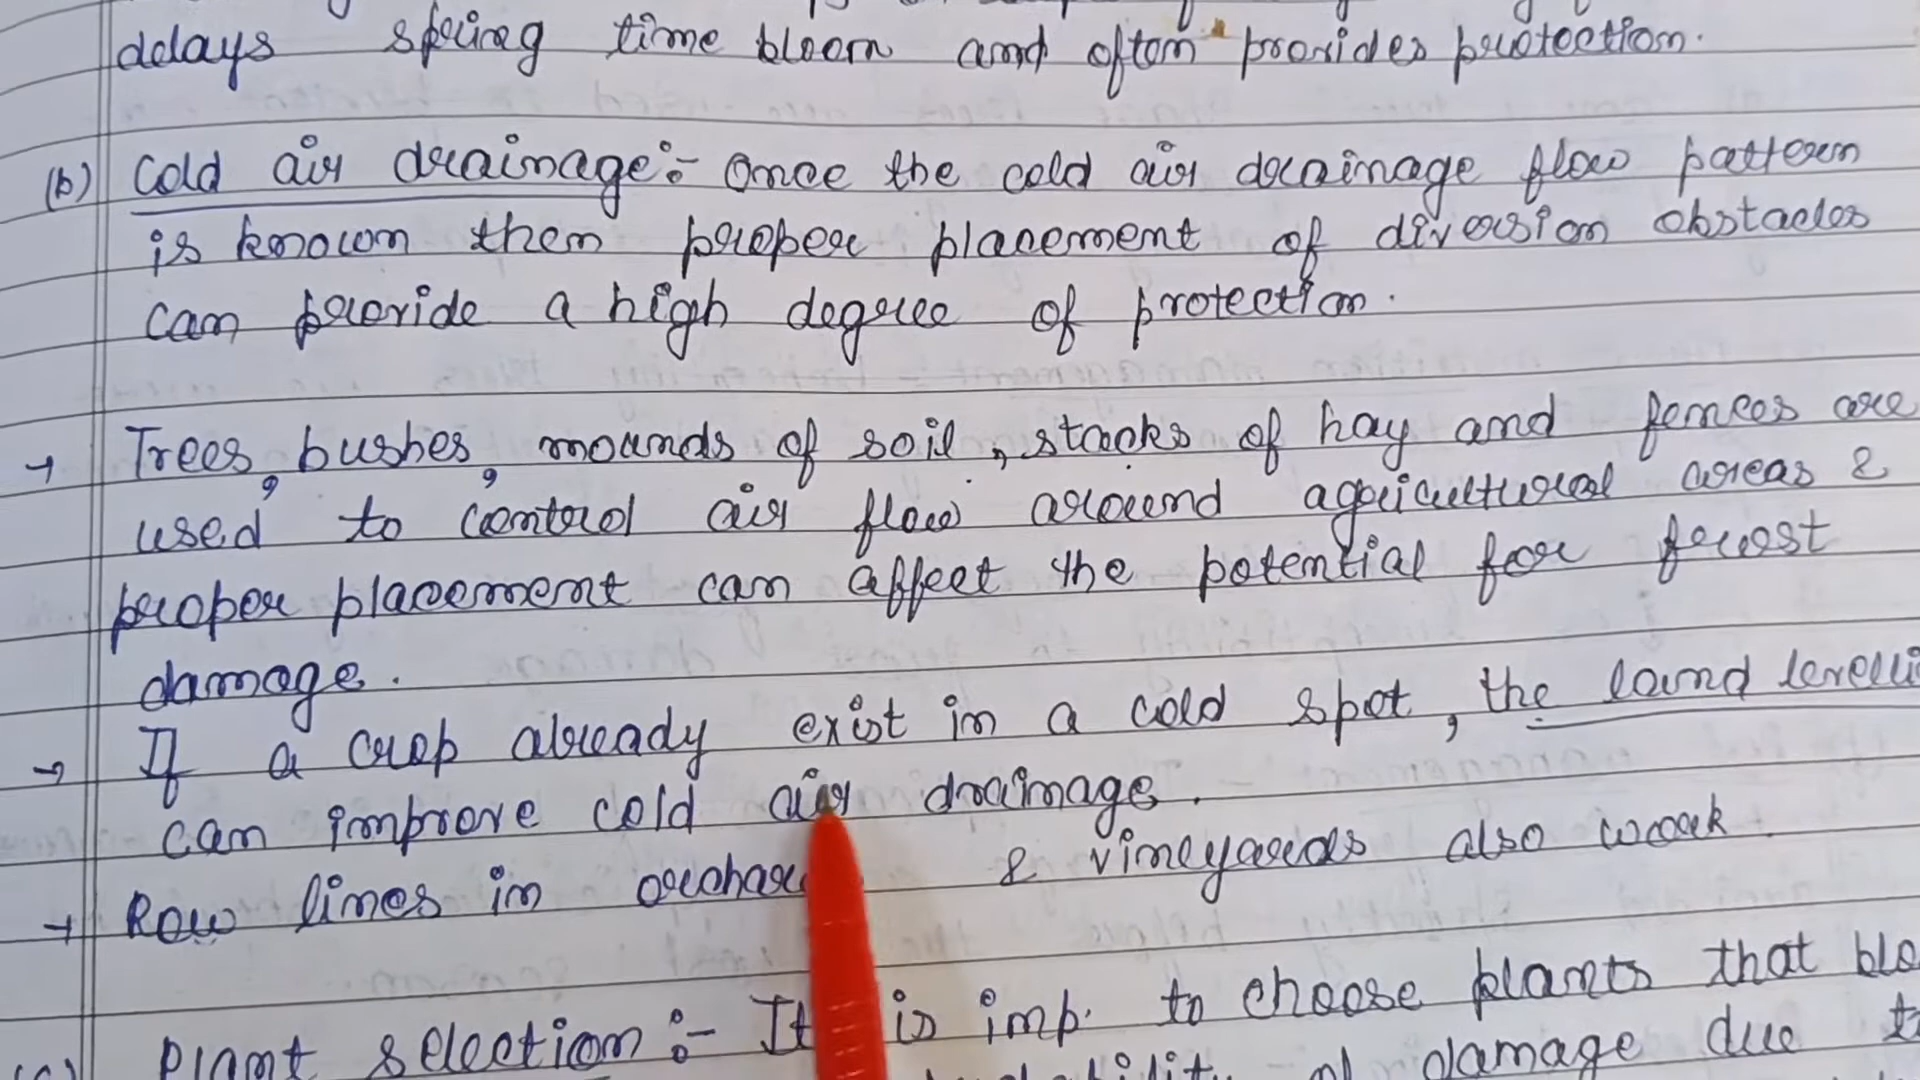 delays spring time bloom and often provides protection.
(b) Cold air drainage :- Once the cold air drainage flow pattern
is known then proper placement of diversion obstacles
can provide a high degree of protection.
→ Trees, bushes, mounds of soil, stacks of hay and fences are
used to control air flow around agricultural areas &
proper placement can affect the potential for frost
damage.
→ If a crop already exist in a cold spot, the land levelli
can improve cold air drainage.
→ Row lines in orchar & vineyards also work
Plant selection :- It is imp. to choose plants that blo
damage due